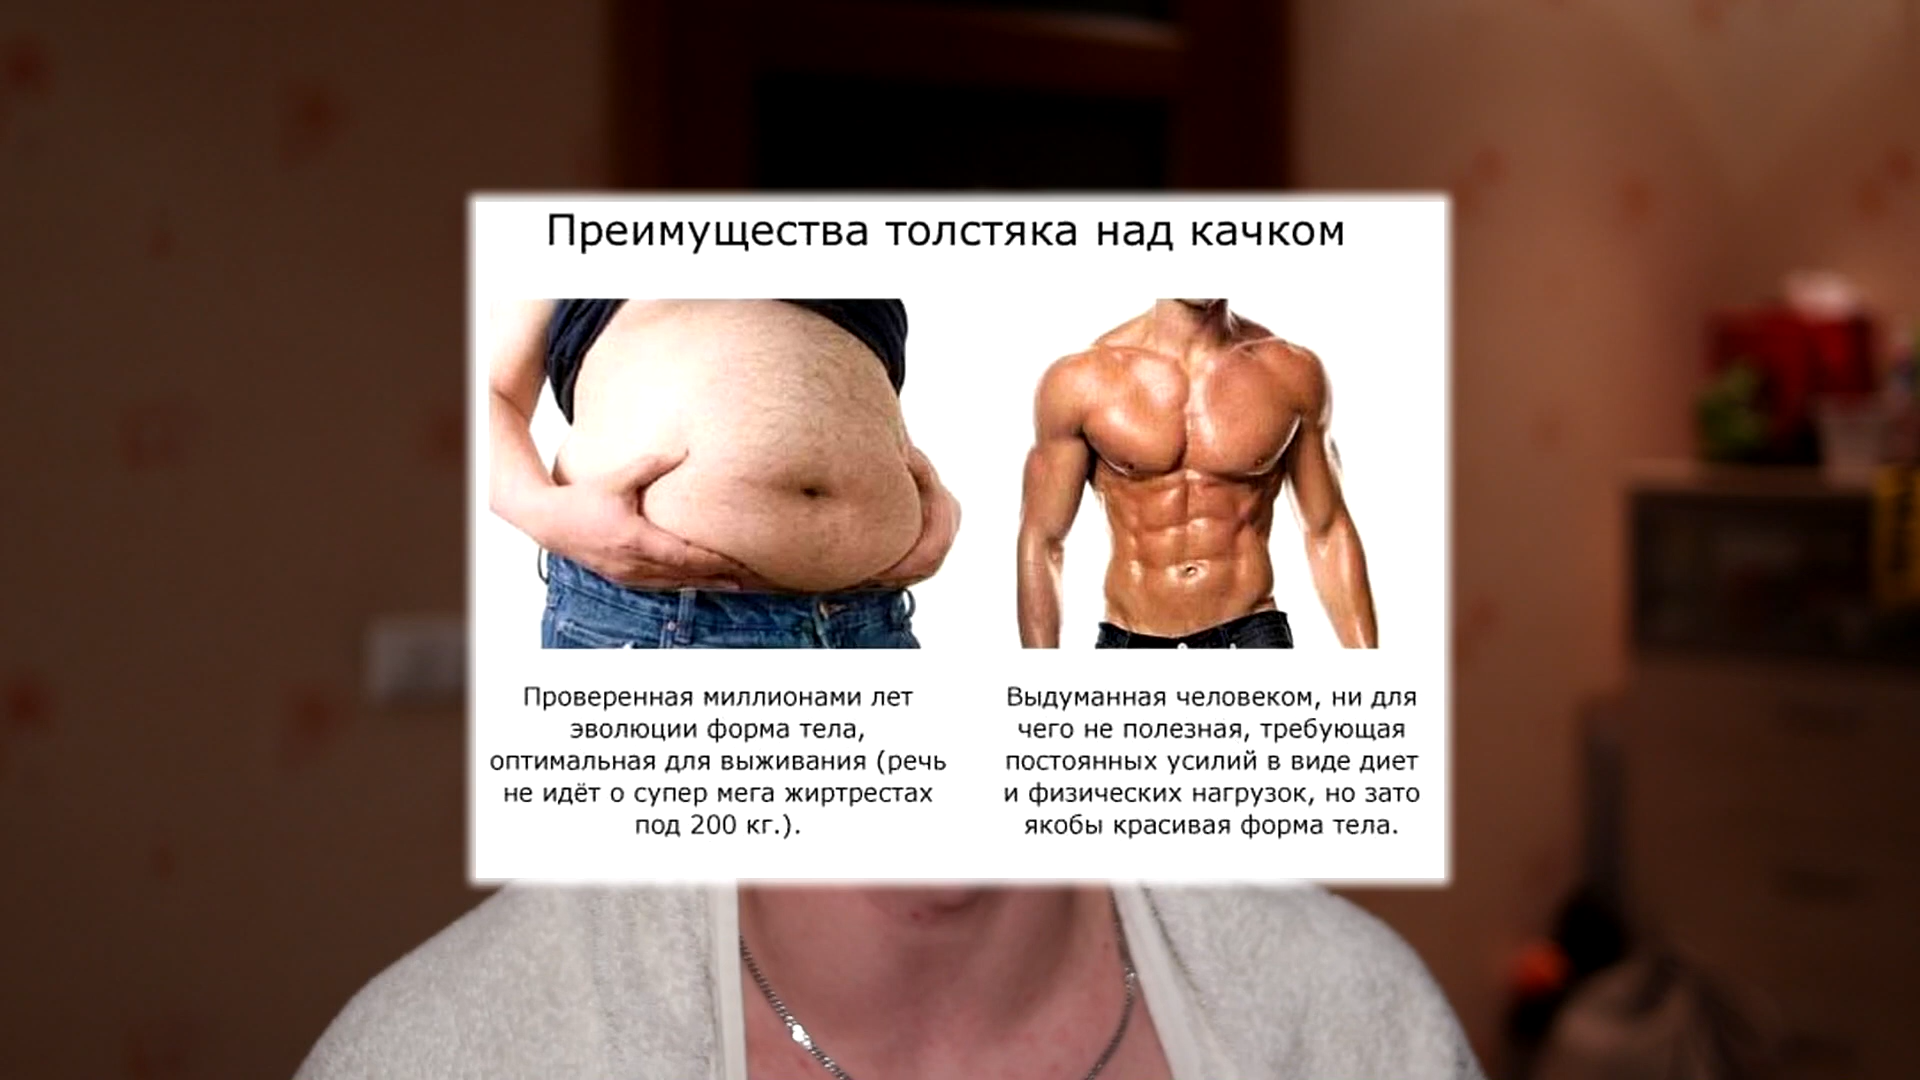 Преимущества толстяка над качком
Проверенная миллионами лет
эволюции форма тела,
оптимальная для выживания (речь
не идёт о супер мега жиртрестах
под 200 кг.).
Выдуманная человеком, ни для
чего не полезная, требующая
постоянных усилий в виде диет
и физических нагрузок, но зато
якобы красивая форма тела.